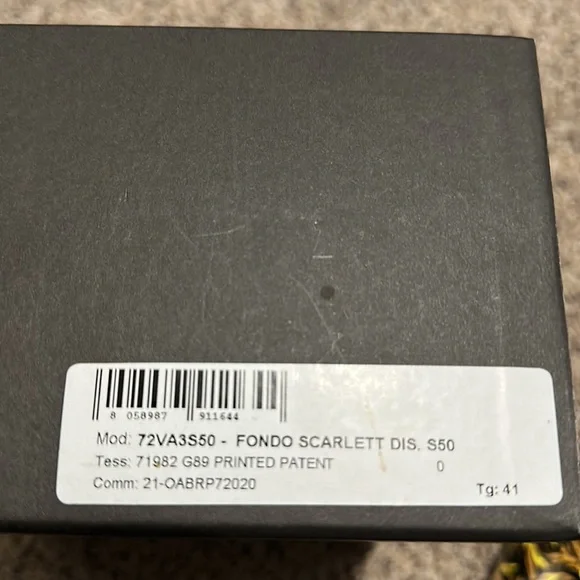 8 058987 911644
Mod: 72VA3S50 - FONDO SCARLETT DIS. S50
Tess: 71982 G89 PRINTED PATENT 0
Comm: 21-OABRP72020 Tg: 41